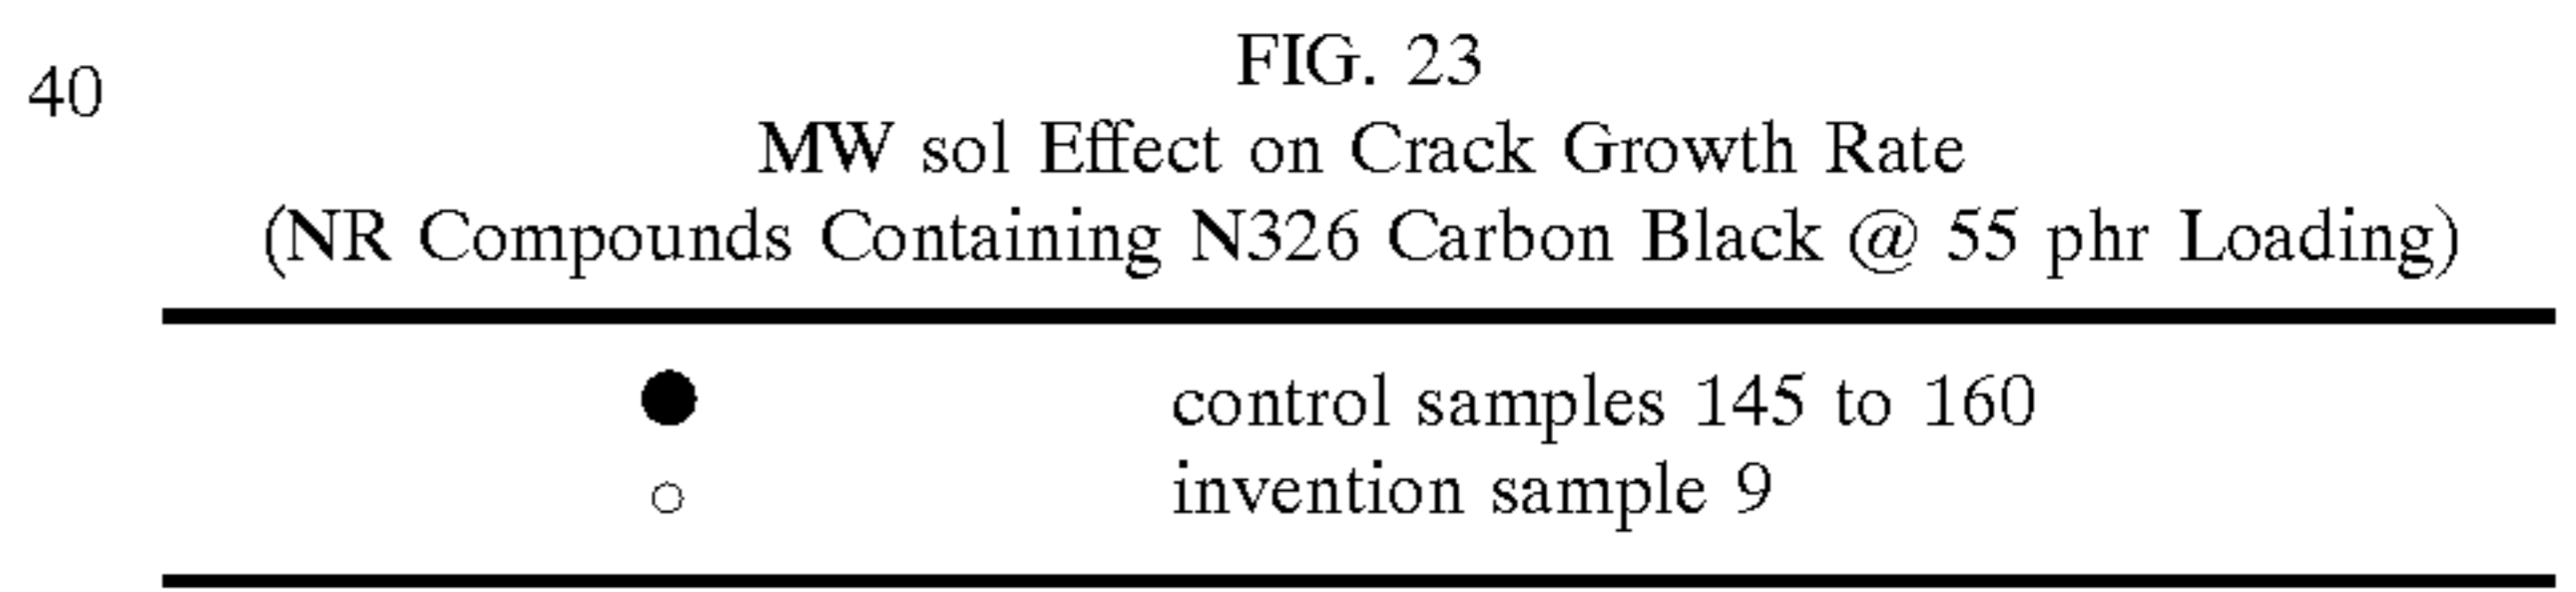 40
FIG. 23
MW sol Effect on Crack Growth Rate
(NR Compounds Containing N326 Carbon Black @ 55 phr Loading)
● control samples 145 to 160
○ invention sample 9